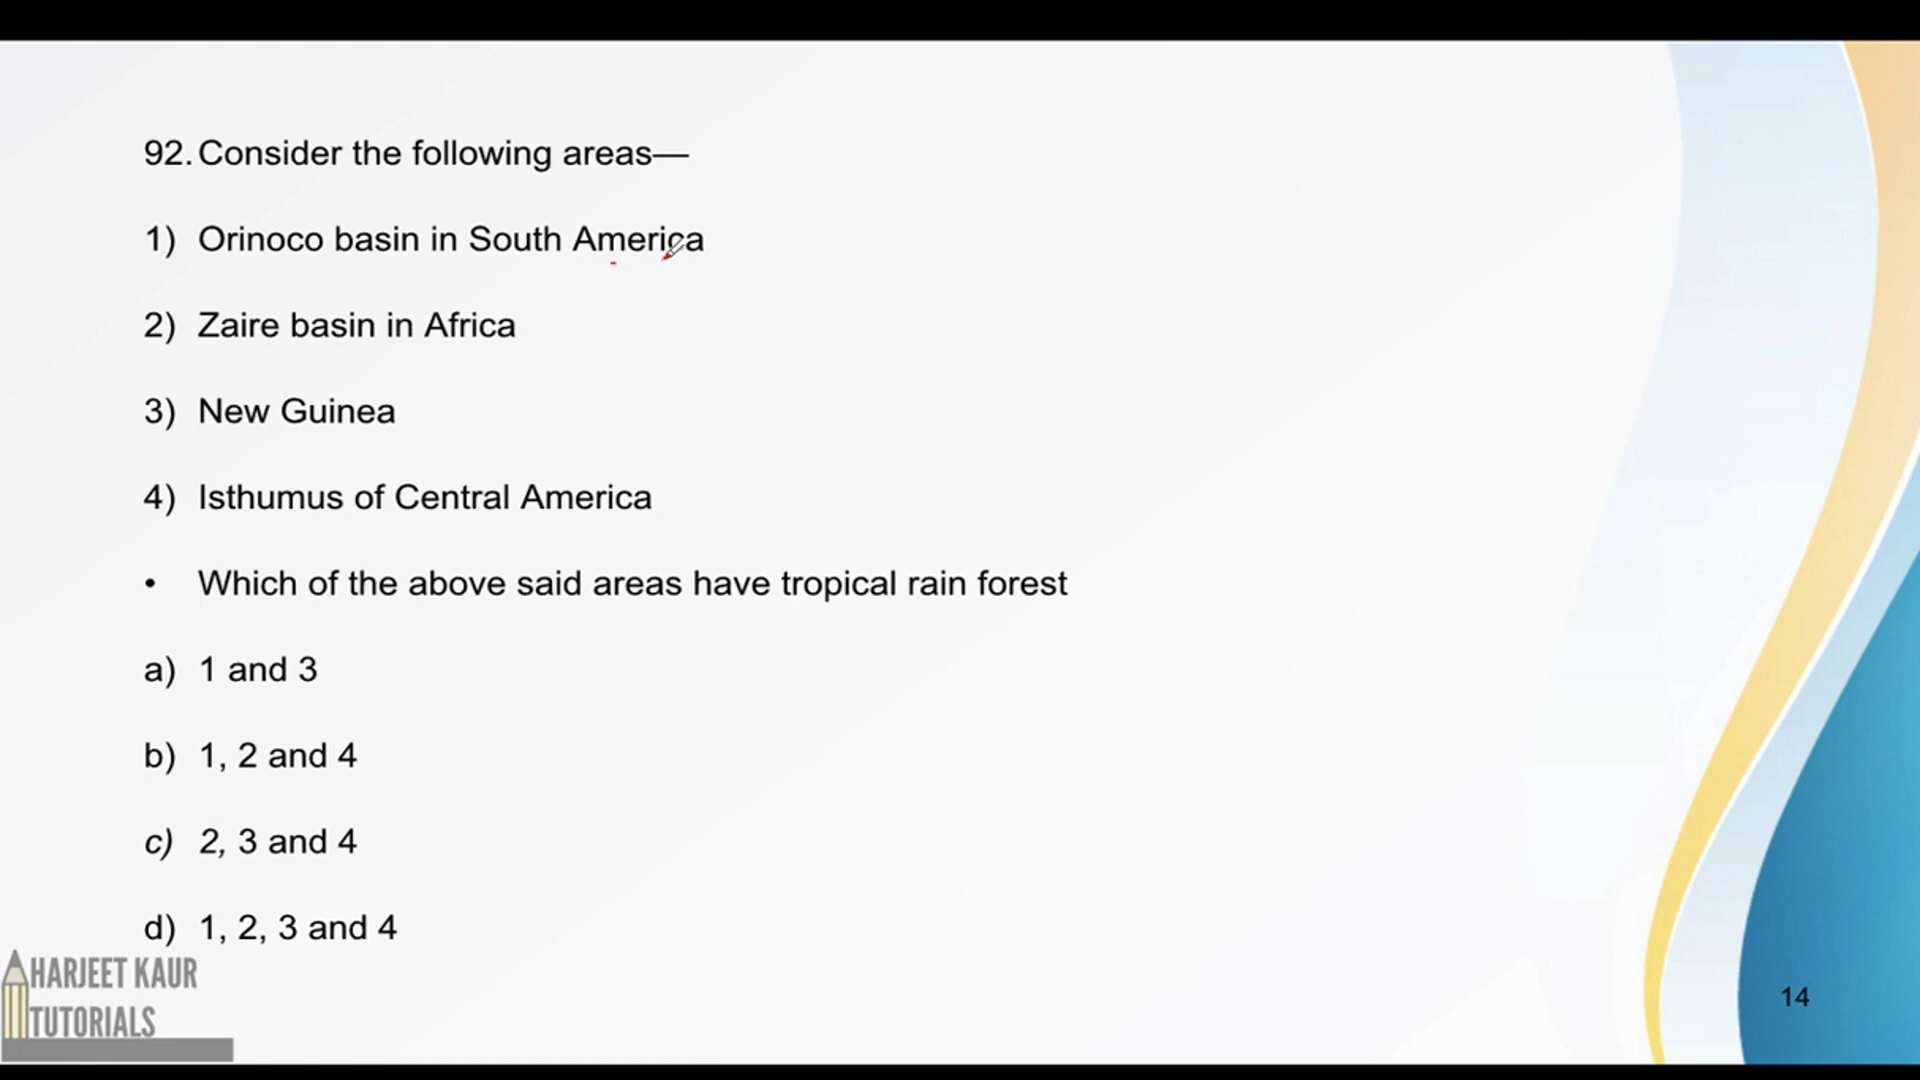 92. Consider the following areas—
1) Orinoco basin in South America
2) Zaire basin in Africa
3) New Guinea
4) Isthumus of Central America
• Which of the above said areas have tropical rain forest
a) 1 and 3
b) 1, 2 and 4
c) 2, 3 and 4
d) 1, 2, 3 and 4
HARJEET KAUR
TUTORIALS
14